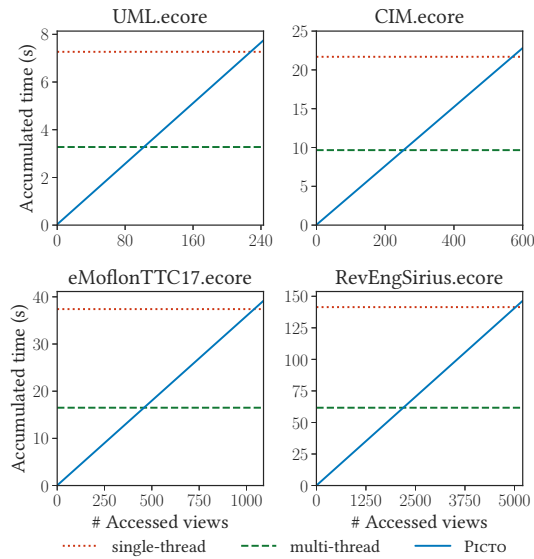 UML.ecore
CIM.ecore
Accumulated time (s)
8
6
4
2
0
0 80 160 240
25
20
15
10
5
0
0 200 400 600
eMoflonTTC17.ecore
RevEngSirius.ecore
Accumulated time (s)
40
30
20
10
0
0 250 500 750 1000
# Accessed views
150
125
100
75
50
25
0
0 1250 2500 3750 5000
# Accessed views
single-thread multi-thread PICTO